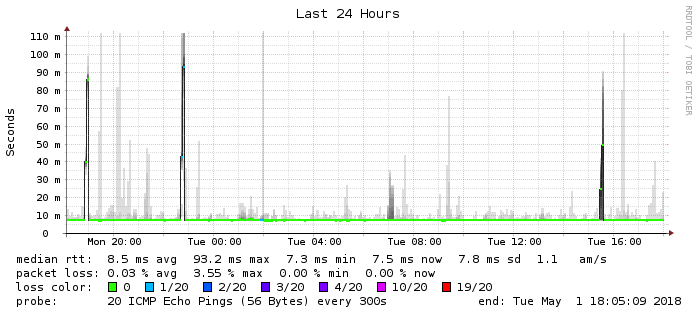 Last 24 Hours
RRDTOOL / TOBI OETIKER
Seconds
110 m
100 m
90 m
80 m
70 m
60 m
50 m
40 m
30 m
20 m
10 m
0
Mon 20:00 Tue 00:00 Tue 04:00 Tue 08:00 Tue 12:00 Tue 16:00
median rtt: 8.5 ms avg 93.2 ms max 7.3 ms min 7.5 ms now 7.8 ms sd 1.1 am/s
packet loss: 0.03 % avg 3.55 % max 0.00 % min 0.00 % now
loss color: 0 1/20 2/20 3/20 4/20 10/20 19/20
probe: 20 ICMP Echo Pings (56 Bytes) every 300s end: Tue May 1 18:05:09 2018